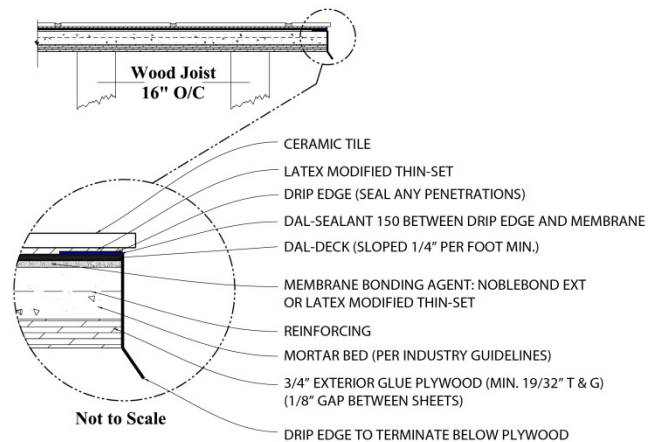 Wood Joist
16" O/C
CERAMIC TILE
LATEX MODIFIED THIN-SET
DRIP EDGE (SEAL ANY PENETRATIONS)
DAL-SEALANT 150 BETWEEN DRIP EDGE AND MEMBRANE
DAL-DECK (SLOPED 1/4” PER FOOT MIN.)
MEMBRANE BONDING AGENT: NOBLEBOND EXT
OR LATEX MODIFIED THIN-SET
REINFORCING
MORTAR BED (PER INDUSTRY GUIDELINES)
3/4” EXTERIOR GLUE PLYWOOD (MIN. 19/32” T & G)
(1/8” GAP BETWEEN SHEETS)
DRIP EDGE TO TERMINATE BELOW PLYWOOD
Not to Scale